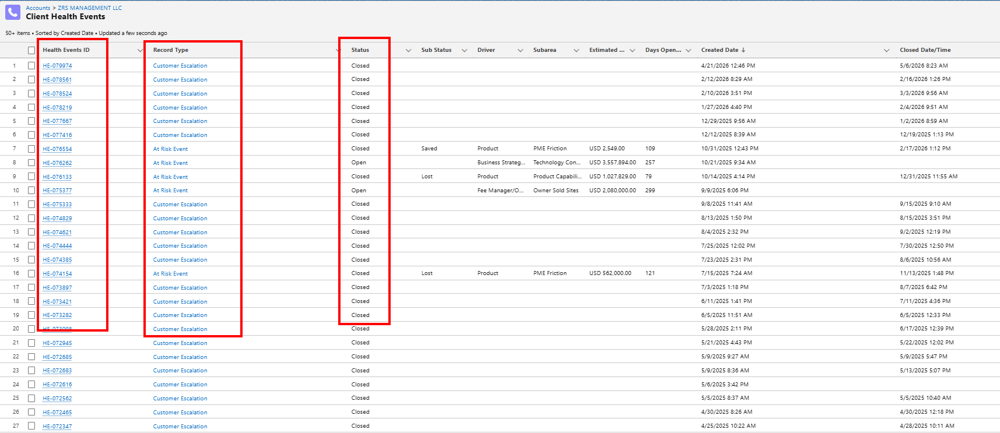 Accounts > ZRS MANAGEMENT LLC
Client Health Events
50+ items • Sorted by Created Date • Updated a few seconds ago
Health Events ID Record Type Status Sub Status Driver Subarea Estimated ... Days Open... Created Date ↓ Closed Date/Time
1 HE-079974 Customer Escalation Closed 4/21/2026 12:46 PM 5/6/2026 8:23 AM
2 HE-078561 Customer Escalation Closed 2/12/2026 8:29 AM 2/16/2026 1:26 PM
3 HE-078524 Customer Escalation Closed 2/10/2026 3:51 PM 3/3/2026 9:56 AM
4 HE-078219 Customer Escalation Closed 1/27/2026 4:40 PM 2/4/2026 9:51 AM
5 HE-077667 Customer Escalation Closed 12/29/2025 9:56 AM 1/2/2026 8:59 AM
6 HE-077416 Customer Escalation Closed 12/12/2025 8:39 AM 12/19/2025 1:13 PM
7 HE-076554 At Risk Event Closed Saved Product PME Friction USD 2,549.00 109 10/31/2025 12:43 PM 2/17/2026 1:12 PM
8 HE-076262 At Risk Event Open Business Strateg... Technology Con... USD 3,557,894.00 257 10/21/2025 9:34 AM
9 HE-076133 At Risk Event Closed Lost Product Product Capabili... USD 1,027,829.00 79 10/14/2025 4:14 PM 12/31/2025 11:55 AM
10 HE-075377 At Risk Event Open Fee Manager/O... Owner Sold Sites USD 2,080,000.00 299 9/9/2025 6:06 PM
11 HE-075333 Customer Escalation Closed 9/8/2025 11:41 AM 9/15/2025 9:10 AM
12 HE-074829 Customer Escalation Closed 8/13/2025 1:50 PM 8/15/2025 3:51 PM
13 HE-074621 Customer Escalation Closed 8/4/2025 2:32 PM 9/2/2025 12:19 PM
14 HE-074444 Customer Escalation Closed 7/25/2025 12:02 PM 7/30/2025 12:50 PM
15 HE-074385 Customer Escalation Closed 7/23/2025 2:31 PM 8/6/2025 10:56 AM
16 HE-074154 At Risk Event Closed Lost Product PME Friction USD 562,000.00 121 7/15/2025 7:24 AM 11/13/2025 1:48 PM
17 HE-073897 Customer Escalation Closed 7/3/2025 1:18 PM 8/7/2025 6:42 PM
18 HE-073421 Customer Escalation Closed 6/11/2025 1:41 PM 7/11/2025 4:36 PM
19 HE-073282 Customer Escalation Closed 6/5/2025 11:51 AM 6/5/2025 12:33 PM
20 HE-073098 Customer Escalation Closed 5/28/2025 2:11 PM 6/17/2025 12:39 PM
21 HE-072945 Customer Escalation Closed 5/21/2025 4:43 PM 5/22/2025 12:02 PM
22 HE-072685 Customer Escalation Closed 5/9/2025 9:27 AM 5/9/2025 5:47 PM
23 HE-072683 Customer Escalation Closed 5/9/2025 8:36 AM 5/13/2025 5:07 PM
24 HE-072616 Customer Escalation Closed 5/6/2025 3:42 PM
25 HE-072562 Customer Escalation Closed 5/5/2025 8:37 AM 5/5/2025 10:40 AM
26 HE-072465 Customer Escalation Closed 4/30/2025 8:26 AM 4/30/2025 12:18 PM
27 HE-072347 Customer Escalation Closed 4/25/2025 10:22 AM 4/28/2025 10:11 AM